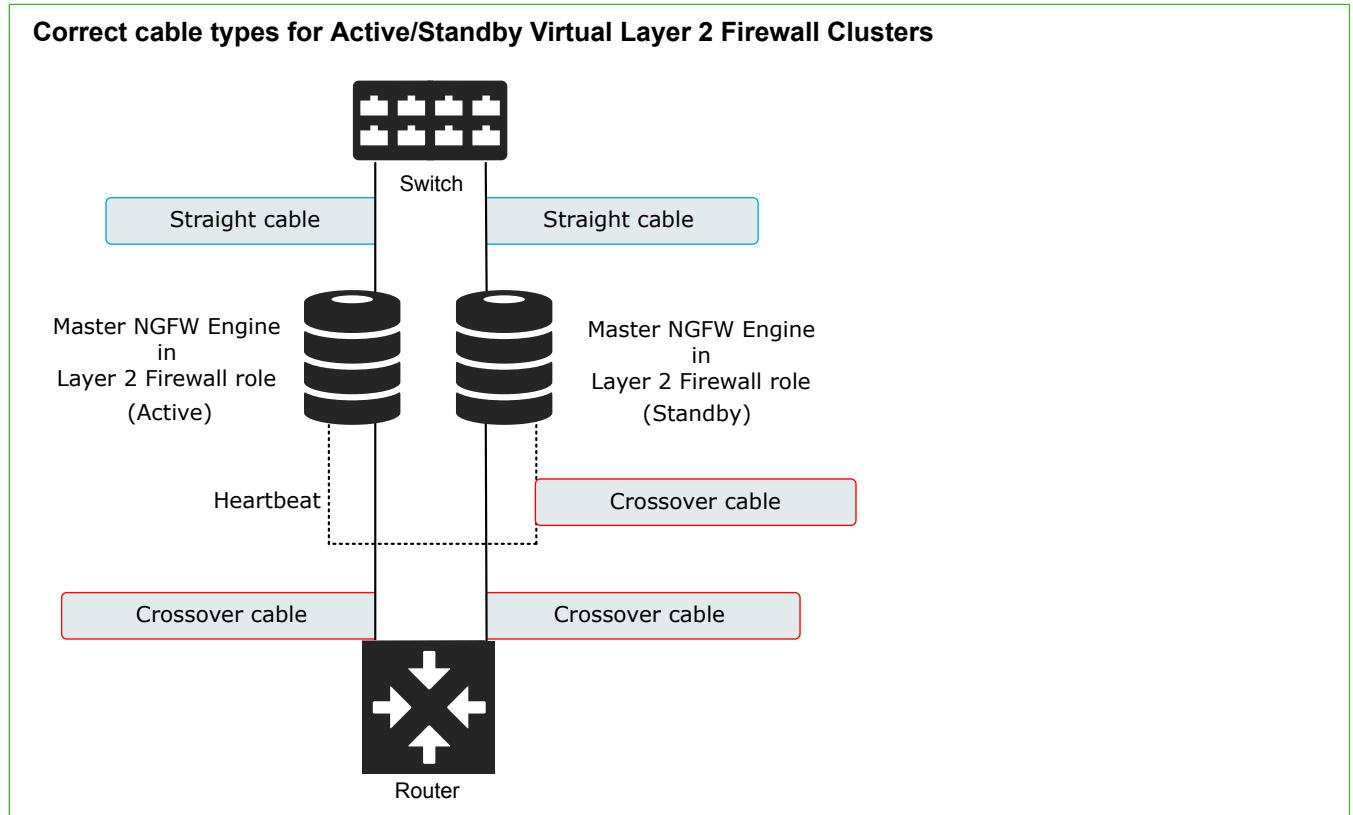 Correct cable types for Active/Standby Virtual Layer 2 Firewall Clusters
Switch
Straight cable
Straight cable
Master NGFW Engine
in
Layer 2 Firewall role
(Active)
Master NGFW Engine
in
Layer 2 Firewall role
(Standby)
Heartbeat
Crossover cable
Crossover cable
Crossover cable
Router